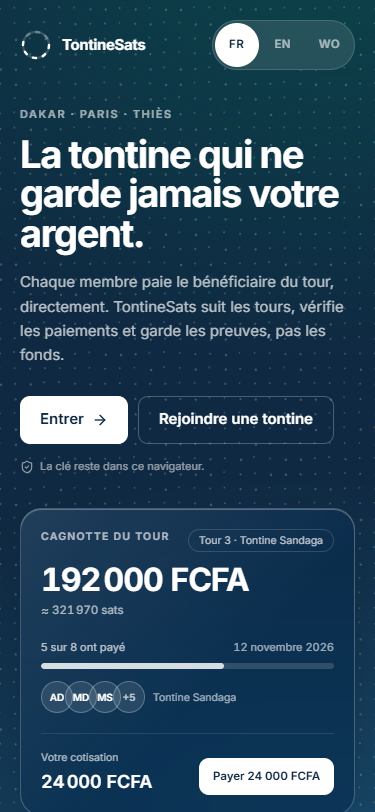 TontineSats
FR EN WO
DAKAR · PARIS · THIÈS
La tontine qui ne
garde jamais votre
argent.
Chaque membre paie le bénéficiaire du tour,
directement. TontineSats suit les tours, vérifie
les paiements et garde les preuves, pas les
fonds.
Entrer → Rejoindre une tontine
La clé reste dans ce navigateur.
CAGNOTTE DU TOUR Tour 3 · Tontine Sandaga
192 000 FCFA
≈ 321 970 sats
5 sur 8 ont payé 12 novembre 2026
AD MD MS +5 Tontine Sandaga
Votre cotisation
24 000 FCFA Payer 24 000 FCFA